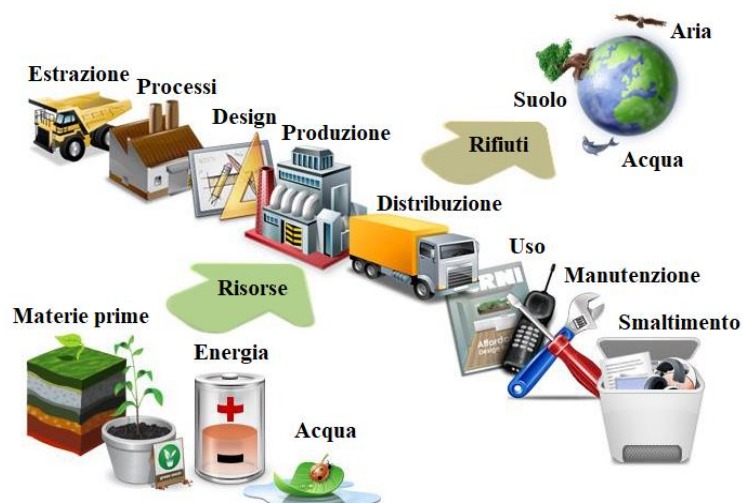 Aria
Estrazione
Processi
Suolo
Design
Produzione
Rifiuti
Acqua
Distribuzione
Uso
Risorse
Manutenzione
Materie prime
Smaltimento
Energia
Acqua